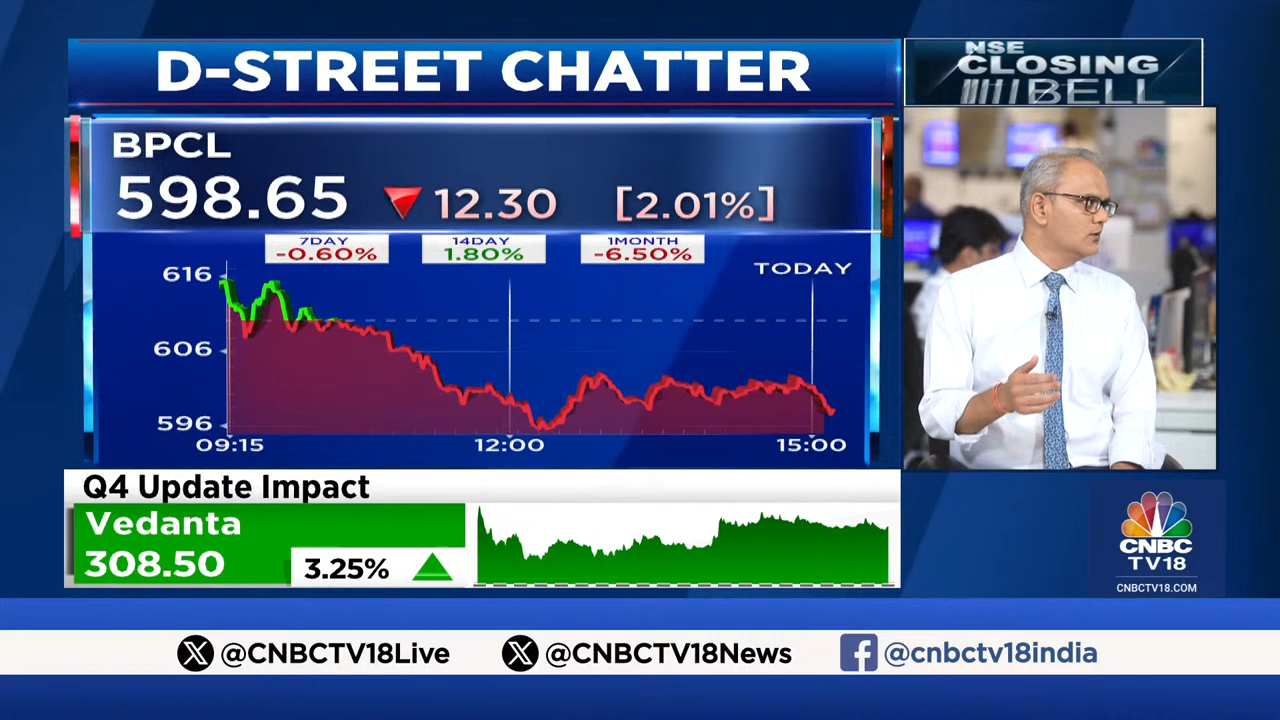 D-STREET CHATTER
NSE
CLOSING
BELL
BPCL
598.65 12.30 [2.01%]
7DAY
-0.60%
14DAY
1.80%
1MONTH
-6.50%
TODAY
616
606
596
09:15 12:00 15:00
Q4 Update Impact
Vedanta
308.50 3.25%
CNBC
TV18
CNBCTV18.COM
@CNBCTV18Live @CNBCTV18News @cnbctv18india